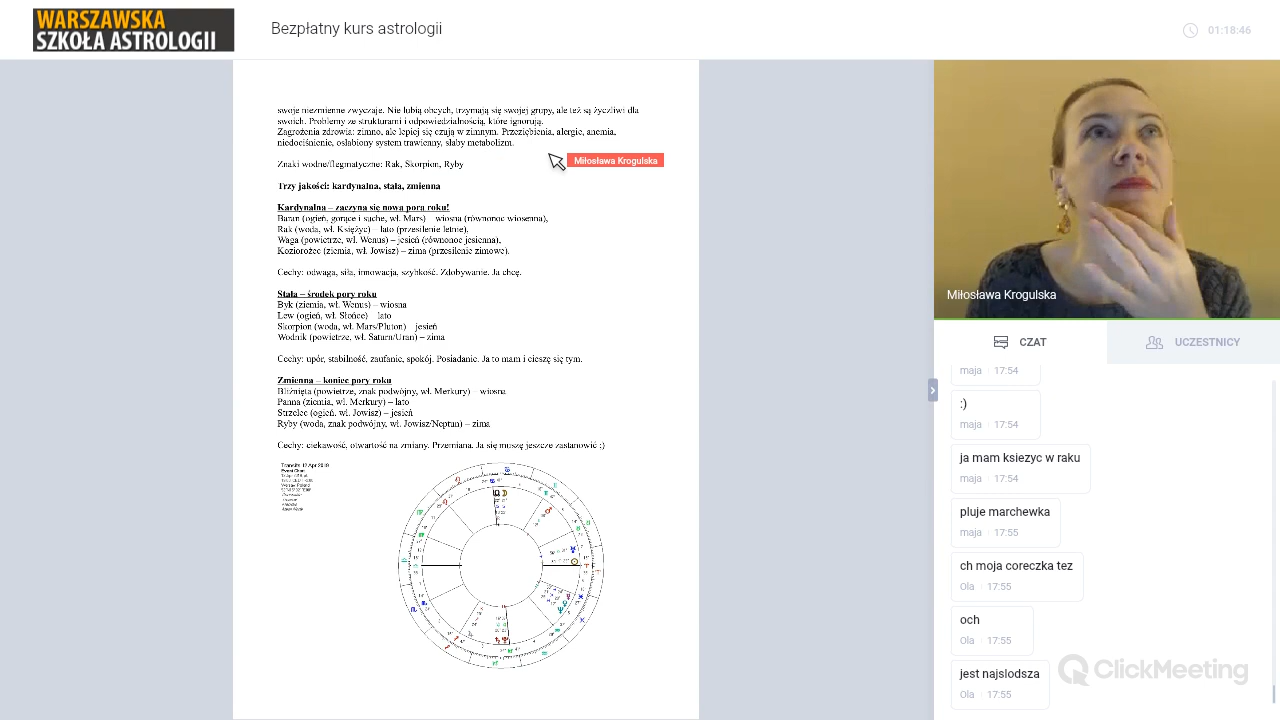 WARSZAWSKA
SZKOŁA ASTROLOGII
Bezpłatny kurs astrologii
01:18:46
swoje niezmienne zwyczaje. Nie lubią obcych, trzymają się swojej grupy, ale też są życzliwi dla
swoich. Problemy ze strukturami i odpowiedzialnością, które ignorują.
Zagrożenia zdrowia: zimno, ale lepiej się czują w zimnym. Przeziębienia, alergie, anemia,
niedociśnienie, osłabiony system trawienny, słaby metabolizm.
Znaki wodne/flegmatyczne: Rak, Skorpion, Ryby
Miłosława Krogulska
Trzy jakości: kardynalna, stała, zmienna
Kardynalna – zaczyna się nowa pora roku!
Baran (ogień, gorące i suche, wł. Mars) – wiosna (równonoc wiosenna),
Rak (woda, wł. Księżyc) – lato (przesilenie letnie),
Waga (powietrze, wł. Wenus) – jesień (równonoc jesienna),
Koziorożec (ziemia, wł. Jowisz) – zima (przesilenie zimowe).
Cechy: odwaga, siła, innowacja, szybkość. Zdobywanie. Ja chcę.
Stała – środek pory roku
Byk (ziemia, wł. Wenus) – wiosna
Lew (ogień, wł. Słońce) – lato
Skorpion (woda, wł. Mars/Pluton) – jesień
Wodnik (powietrze, wł. Saturn/Uran) – zima
Cechy: upór, stabilność, zaufanie, spokój. Posiadanie. Ja to mam i cieszę się tym.
Zmienna – koniec pory roku
Bliźnięta (powietrze, znak podwójny, wł. Merkury) – wiosna
Panna (ziemia, wł. Merkury) – lato
Strzelec (ogień, wł. Jowisz) – jesień
Ryby (woda, znak podwójny, wł. Jowisz/Neptun) – zima
Cechy: ciekawość, otwartość na zmiany. Przemiana. Ja się muszę jeszcze zastanowić ;)
Event Chart
Miłosława Krogulska
CZAT
UCZESTNICY
maja 17:54
:)
maja 17:54
ja mam ksiezyc w raku
maja 17:54
pluje marchewka
maja 17:55
ch moja coreczka tez
Ola 17:55
och
Ola 17:55
jest najslodsza
Ola 17:55
ClickMeeting